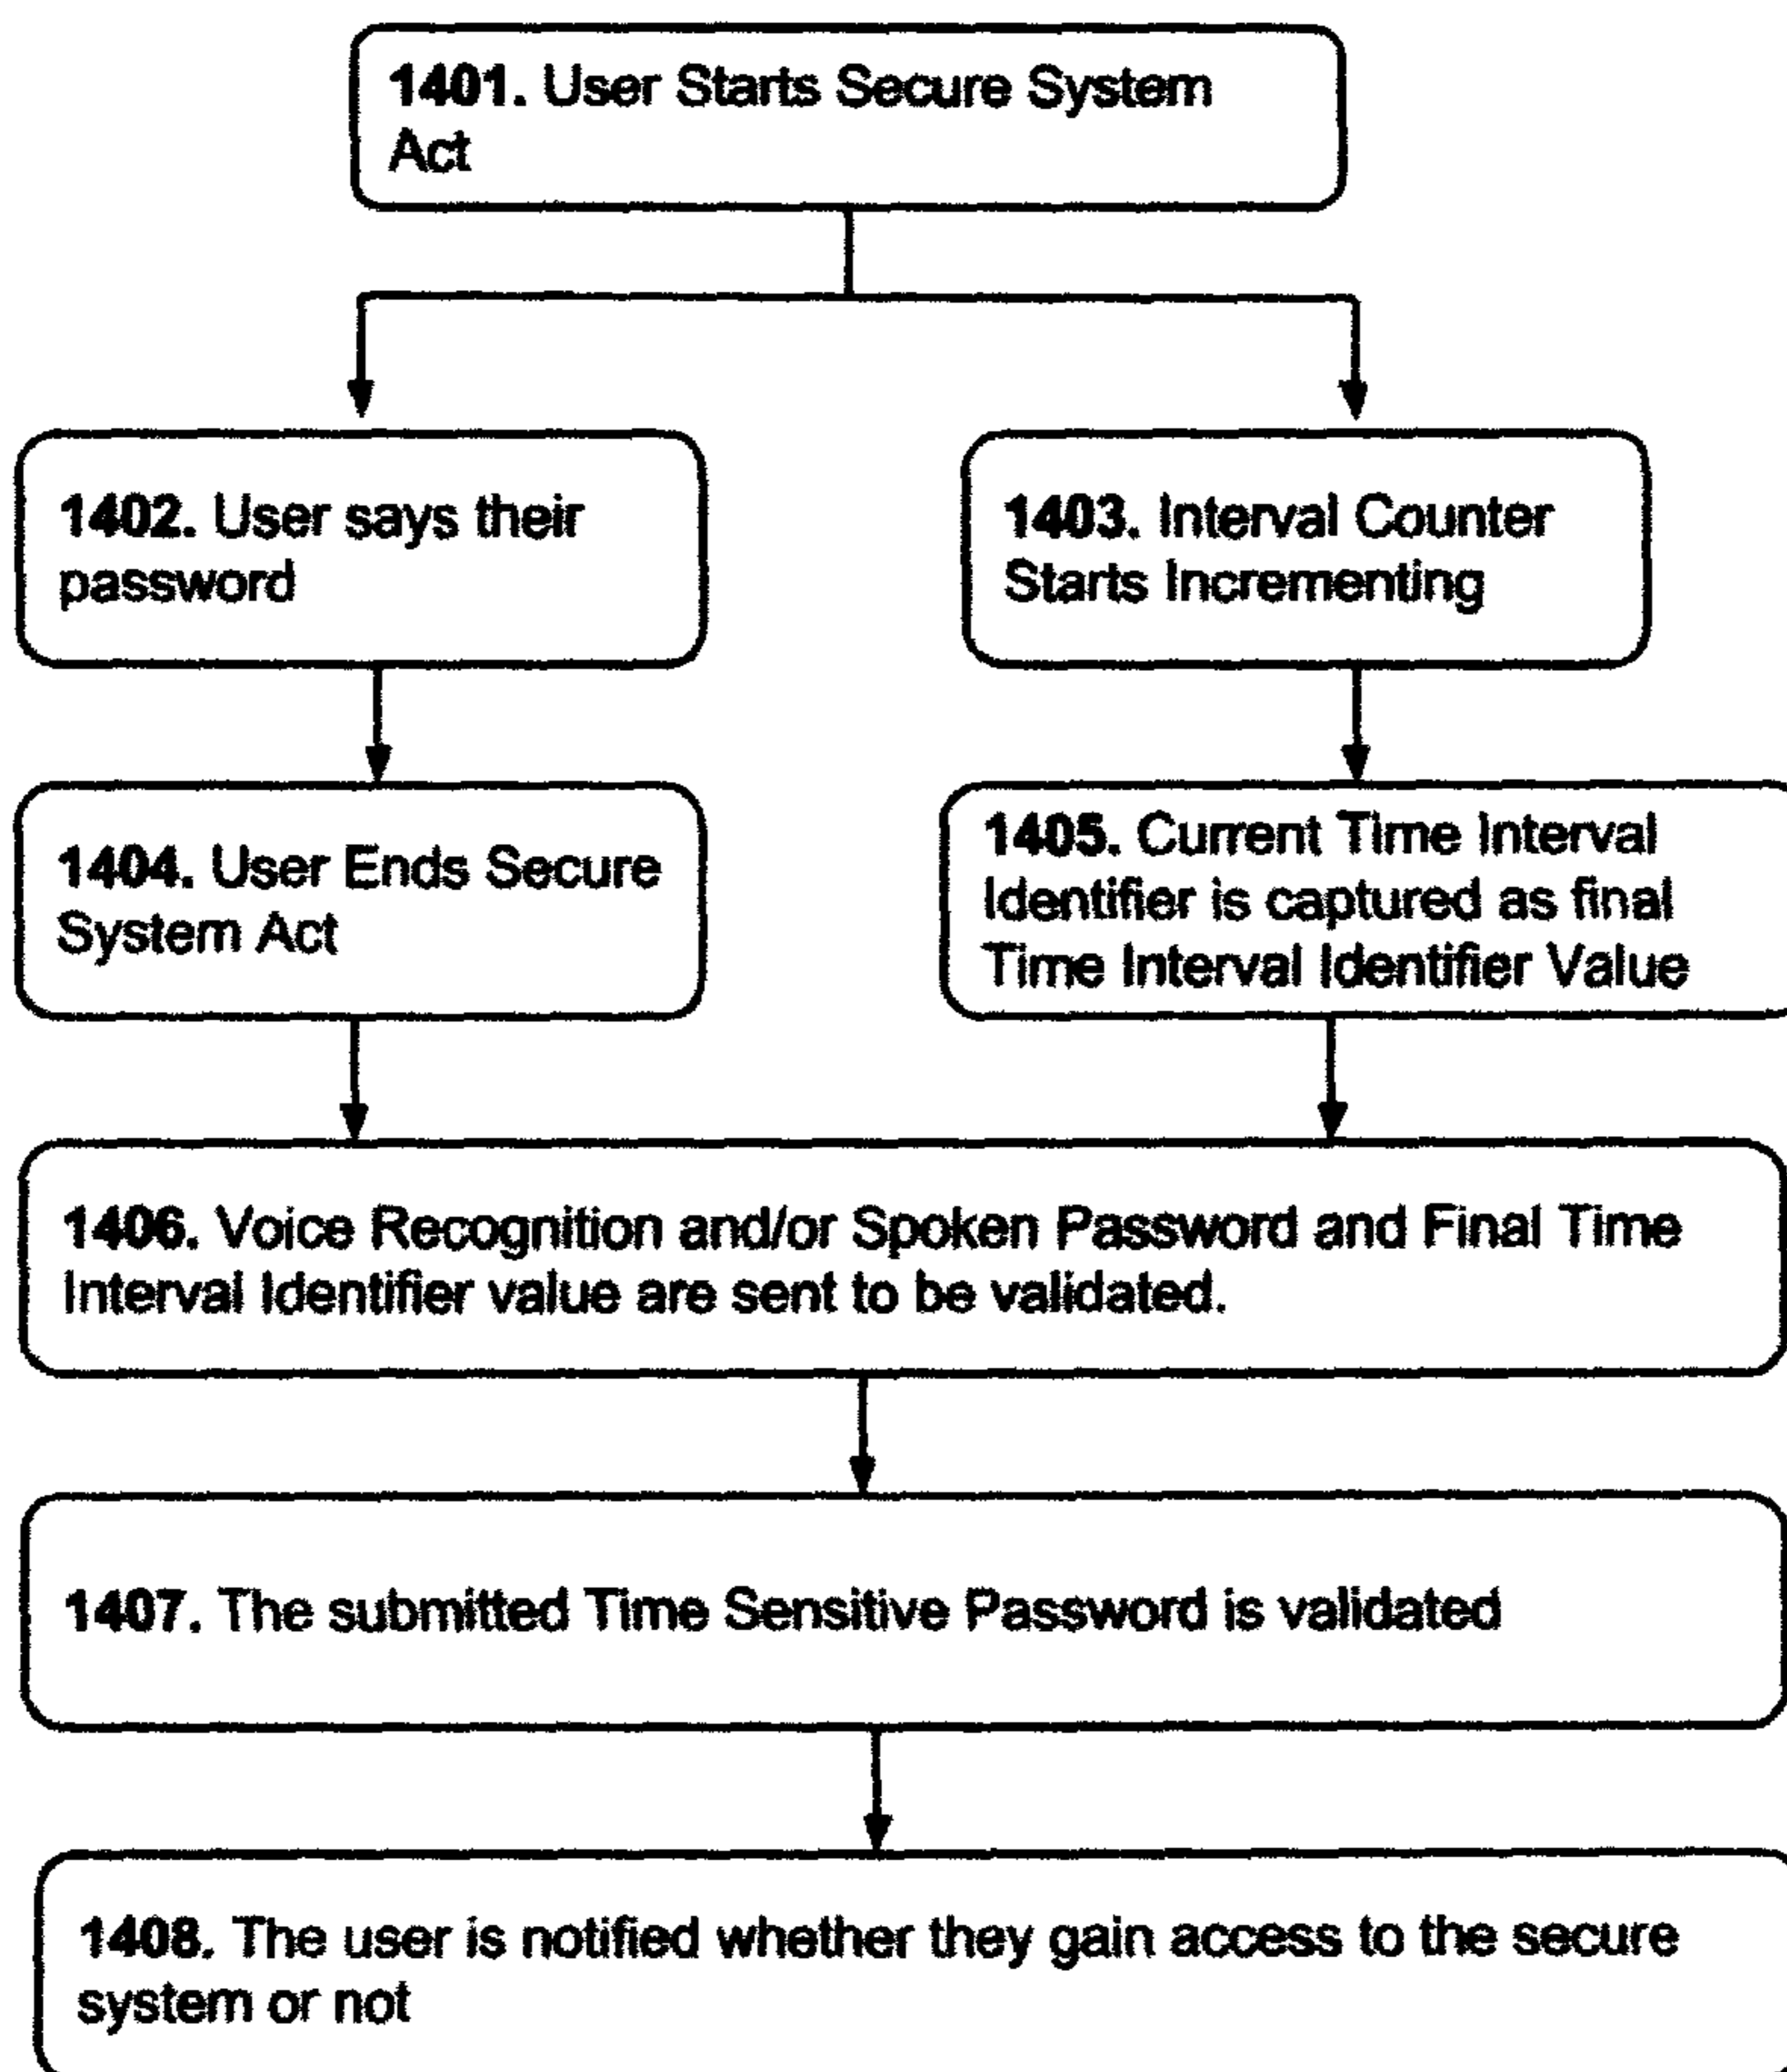 1401. User Starts Secure System
Act
1402. User says their
password
1403. Interval Counter
Starts Incrementing
1404. User Ends Secure
System Act
1405. Current Time Interval
Identifier is captured as final
Time Interval Identifier Value
1406. Voice Recognition and/or Spoken Password and Final Time
Interval Identifier value are sent to be validated.
1407. The submitted Time Sensitive Password is validated
1408. The user is notified whether they gain access to the secure
system or not